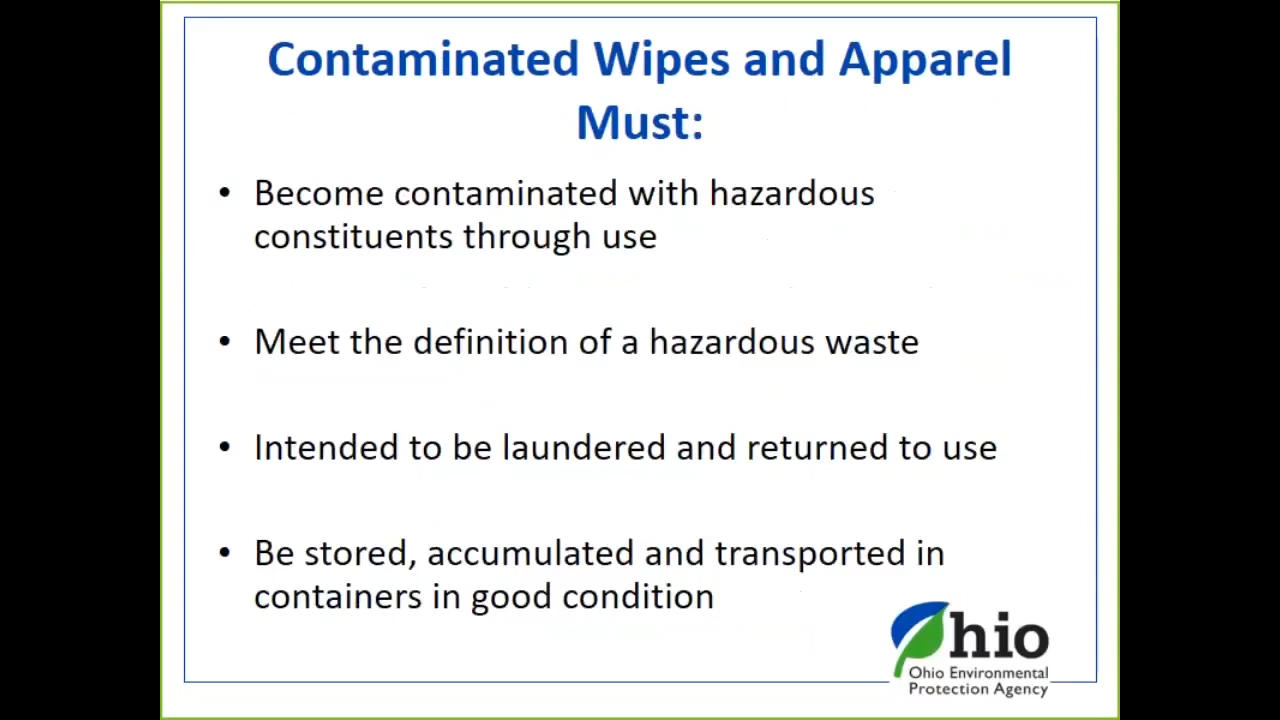 Contaminated Wipes and Apparel
Must:
• Become contaminated with hazardous
constituents through use
• Meet the definition of a hazardous waste
• Intended to be laundered and returned to use
• Be stored, accumulated and transported in
containers in good condition
Ohio
Ohio Environmental
Protection Agency